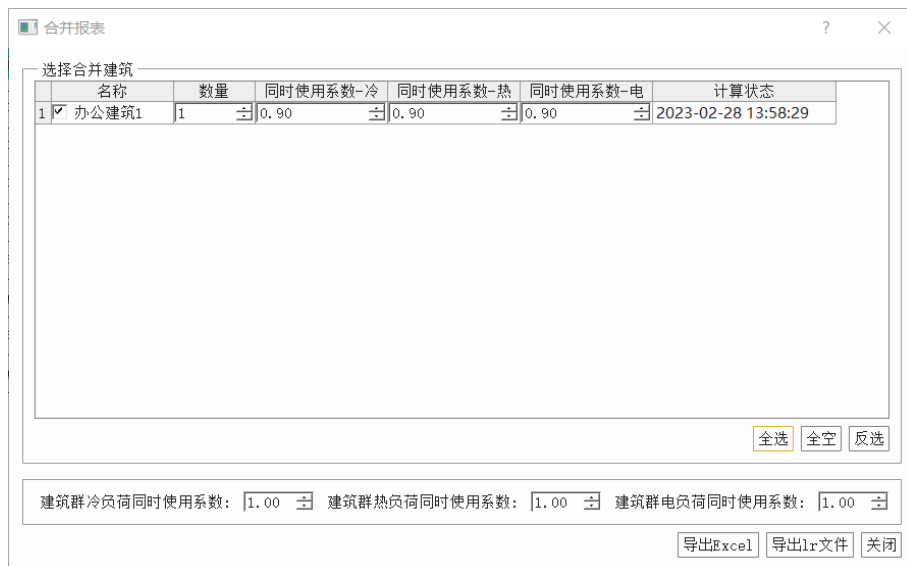 合并报表
选择合并建筑
名称 数量 同时使用系数-冷 同时使用系数-热 同时使用系数-电 计算状态
1 办公建筑1 1 0.90 0.90 0.90 2023-02-28 13:58:29
全选 全空 反选
建筑群冷负荷同时使用系数: 1.00 建筑群热负荷同时使用系数: 1.00 建筑群电负荷同时使用系数: 1.00
导出Excel 导出lr文件 关闭